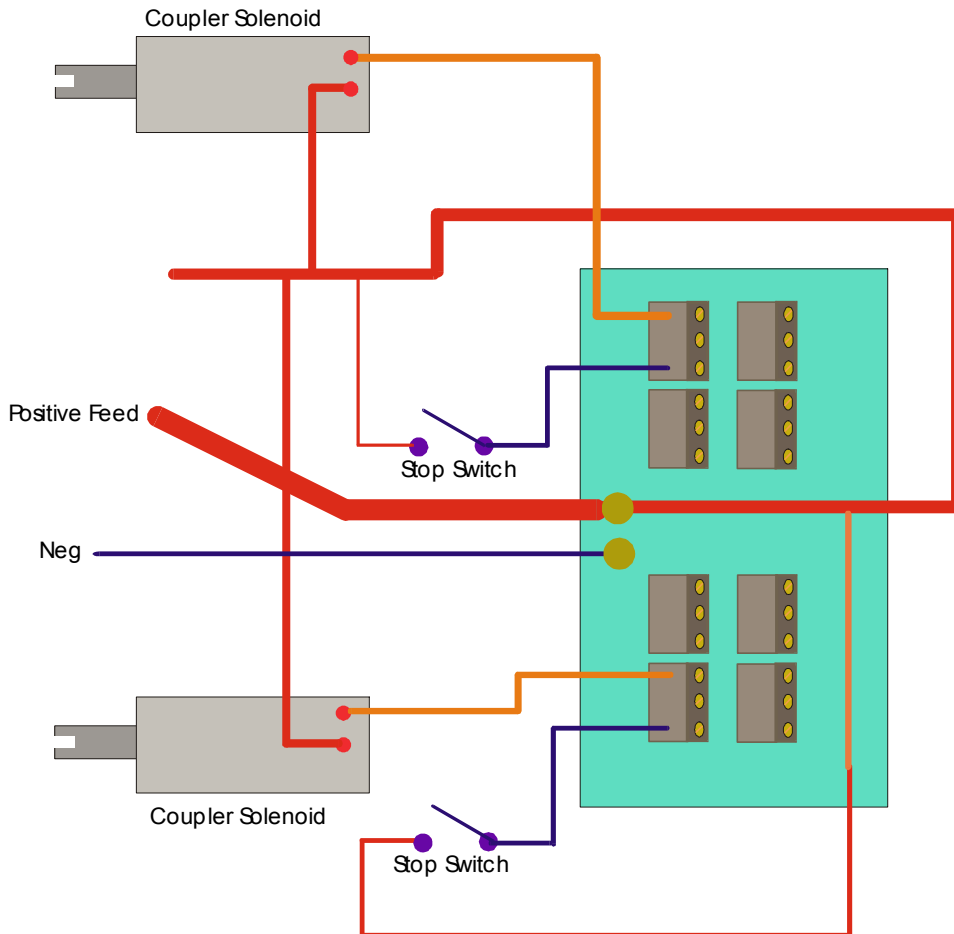 Coupler Solenoid
Positive Feed
Stop Switch
Neg
Coupler Solenoid
Stop Switch